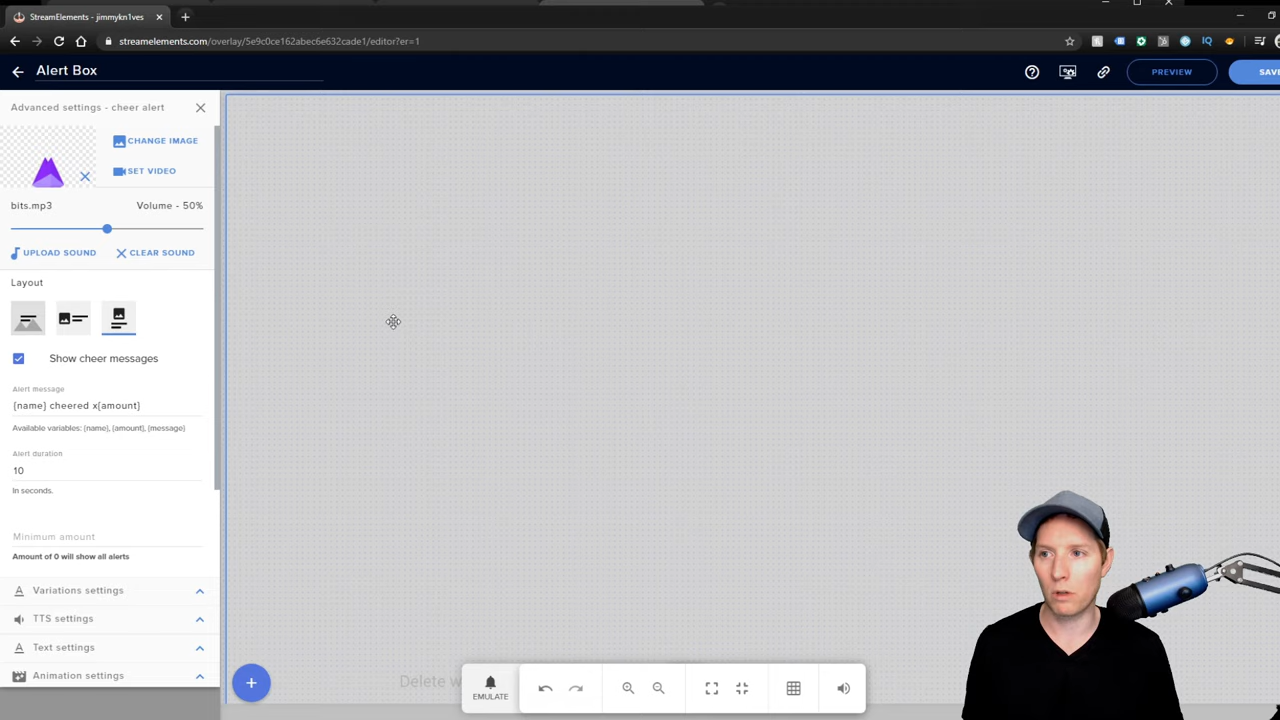 StreamElements - jimmykn1ves
streamelements.com/overlay/5e9c0ce162abec6e632cade1/editor?er=1
IQ
Alert Box
PREVIEW
SAV
Advanced settings - cheer alert
CHANGE IMAGE
SET VIDEO
bits.mp3 Volume - 50%
UPLOAD SOUND CLEAR SOUND
Layout
Show cheer messages
Alert message
{name} cheered x{amount}
Available variables: {name}, {amount}, {message}
Alert duration
10
In seconds.
Minimum amount
Amount of 0 will show all alerts
Variations settings
TTS settings
Text settings
Animation settings
Delete w
EMULATE